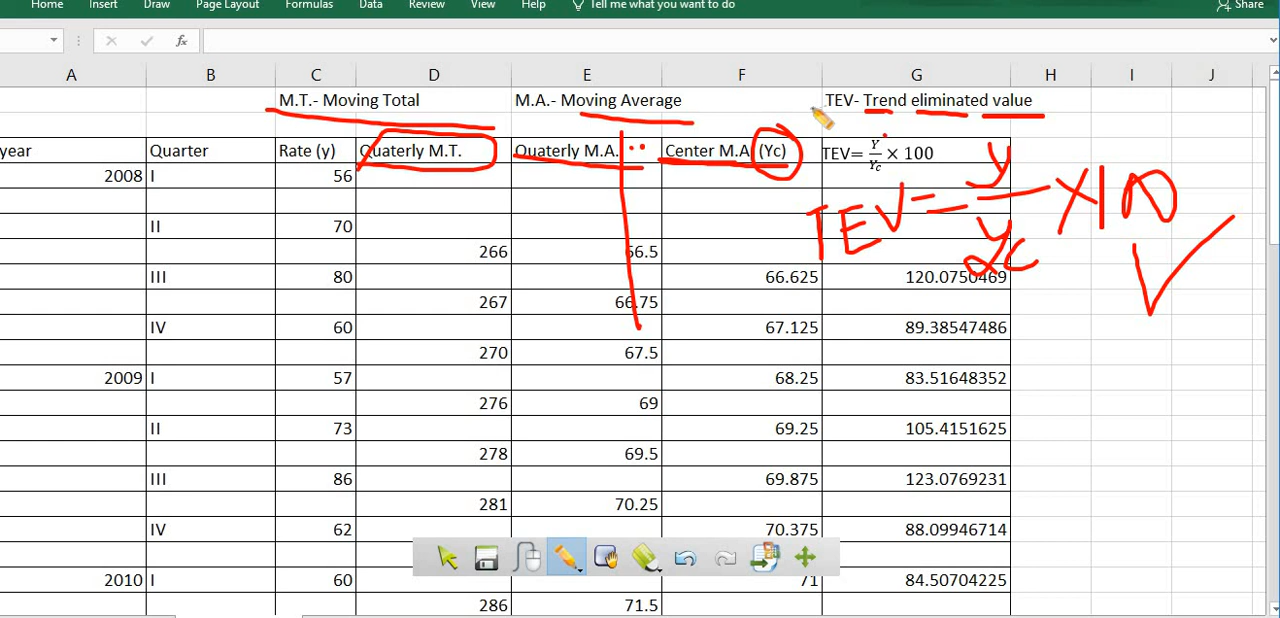 Home Insert Draw Page Layout Formulas Data Review View Help Tell me what you want to do Share
fx
A B C D E F G H I J
M.T.- Moving Total M.A.- Moving Average TEV- Trend eliminated value
year Quarter Rate (y) Quaterly M.T. Quaterly M.A. Center M.A (Yc) TEV= Y/Yc × 100
2008 I 56
TEV = y/yc × 100
II 70
266 66.5
III 80 66.625 120.0750469
267 66.75
IV 60 67.125 89.38547486
270 67.5
2009 I 57 68.25 83.51648352
276 69
II 73 69.25 105.4151625
278 69.5
III 86 69.875 123.0769231
281 70.25
IV 62 70.375 88.09946714
2010 I 60 71 84.50704225
286 71.5